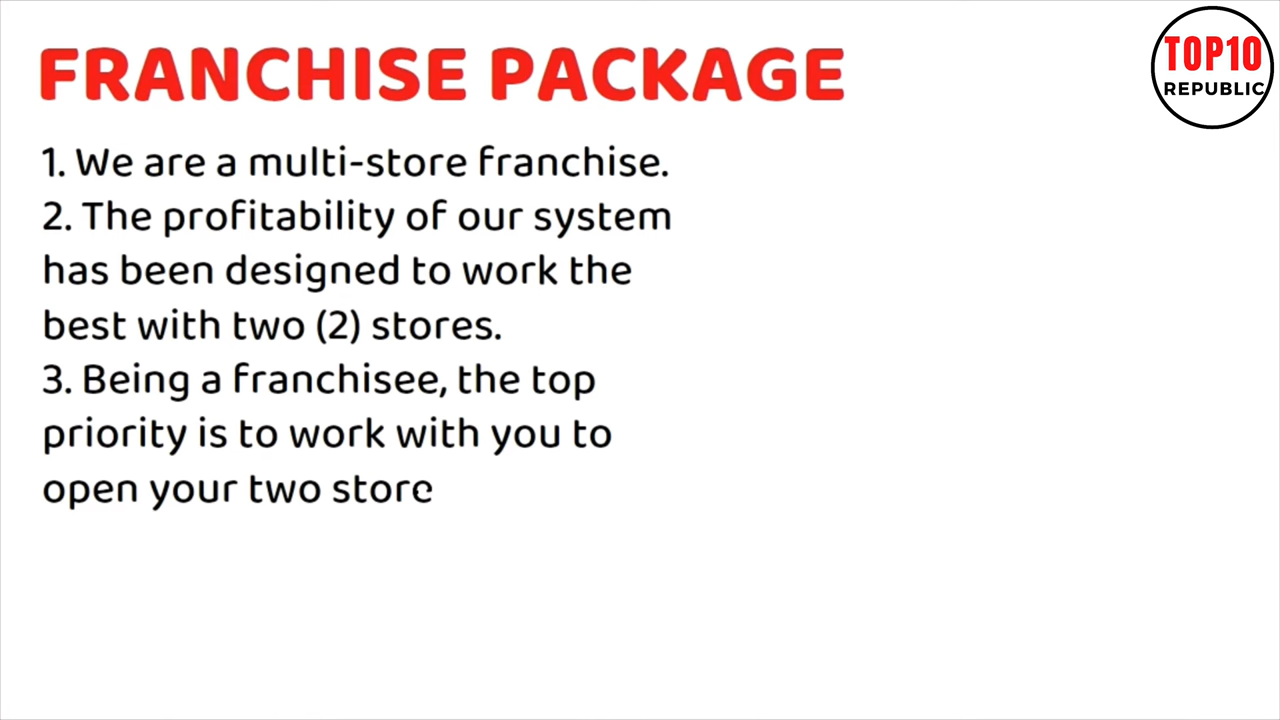 FRANCHISE PACKAGE
TOP10
REPUBLIC
1. We are a multi-store franchise.
2. The profitability of our system
has been designed to work the
best with two (2) stores.
3. Being a franchisee, the top
priority is to work with you to
open your two store